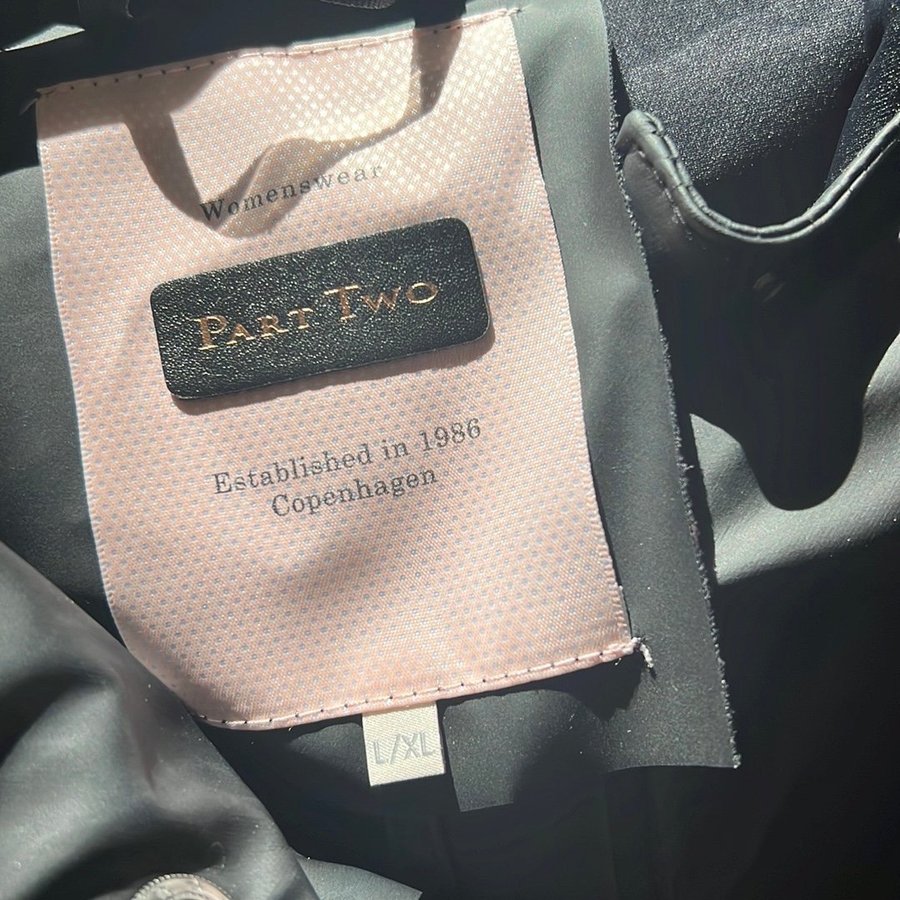 Womenswear
PART TWO
Established in 1986
Copenhagen
L/XL